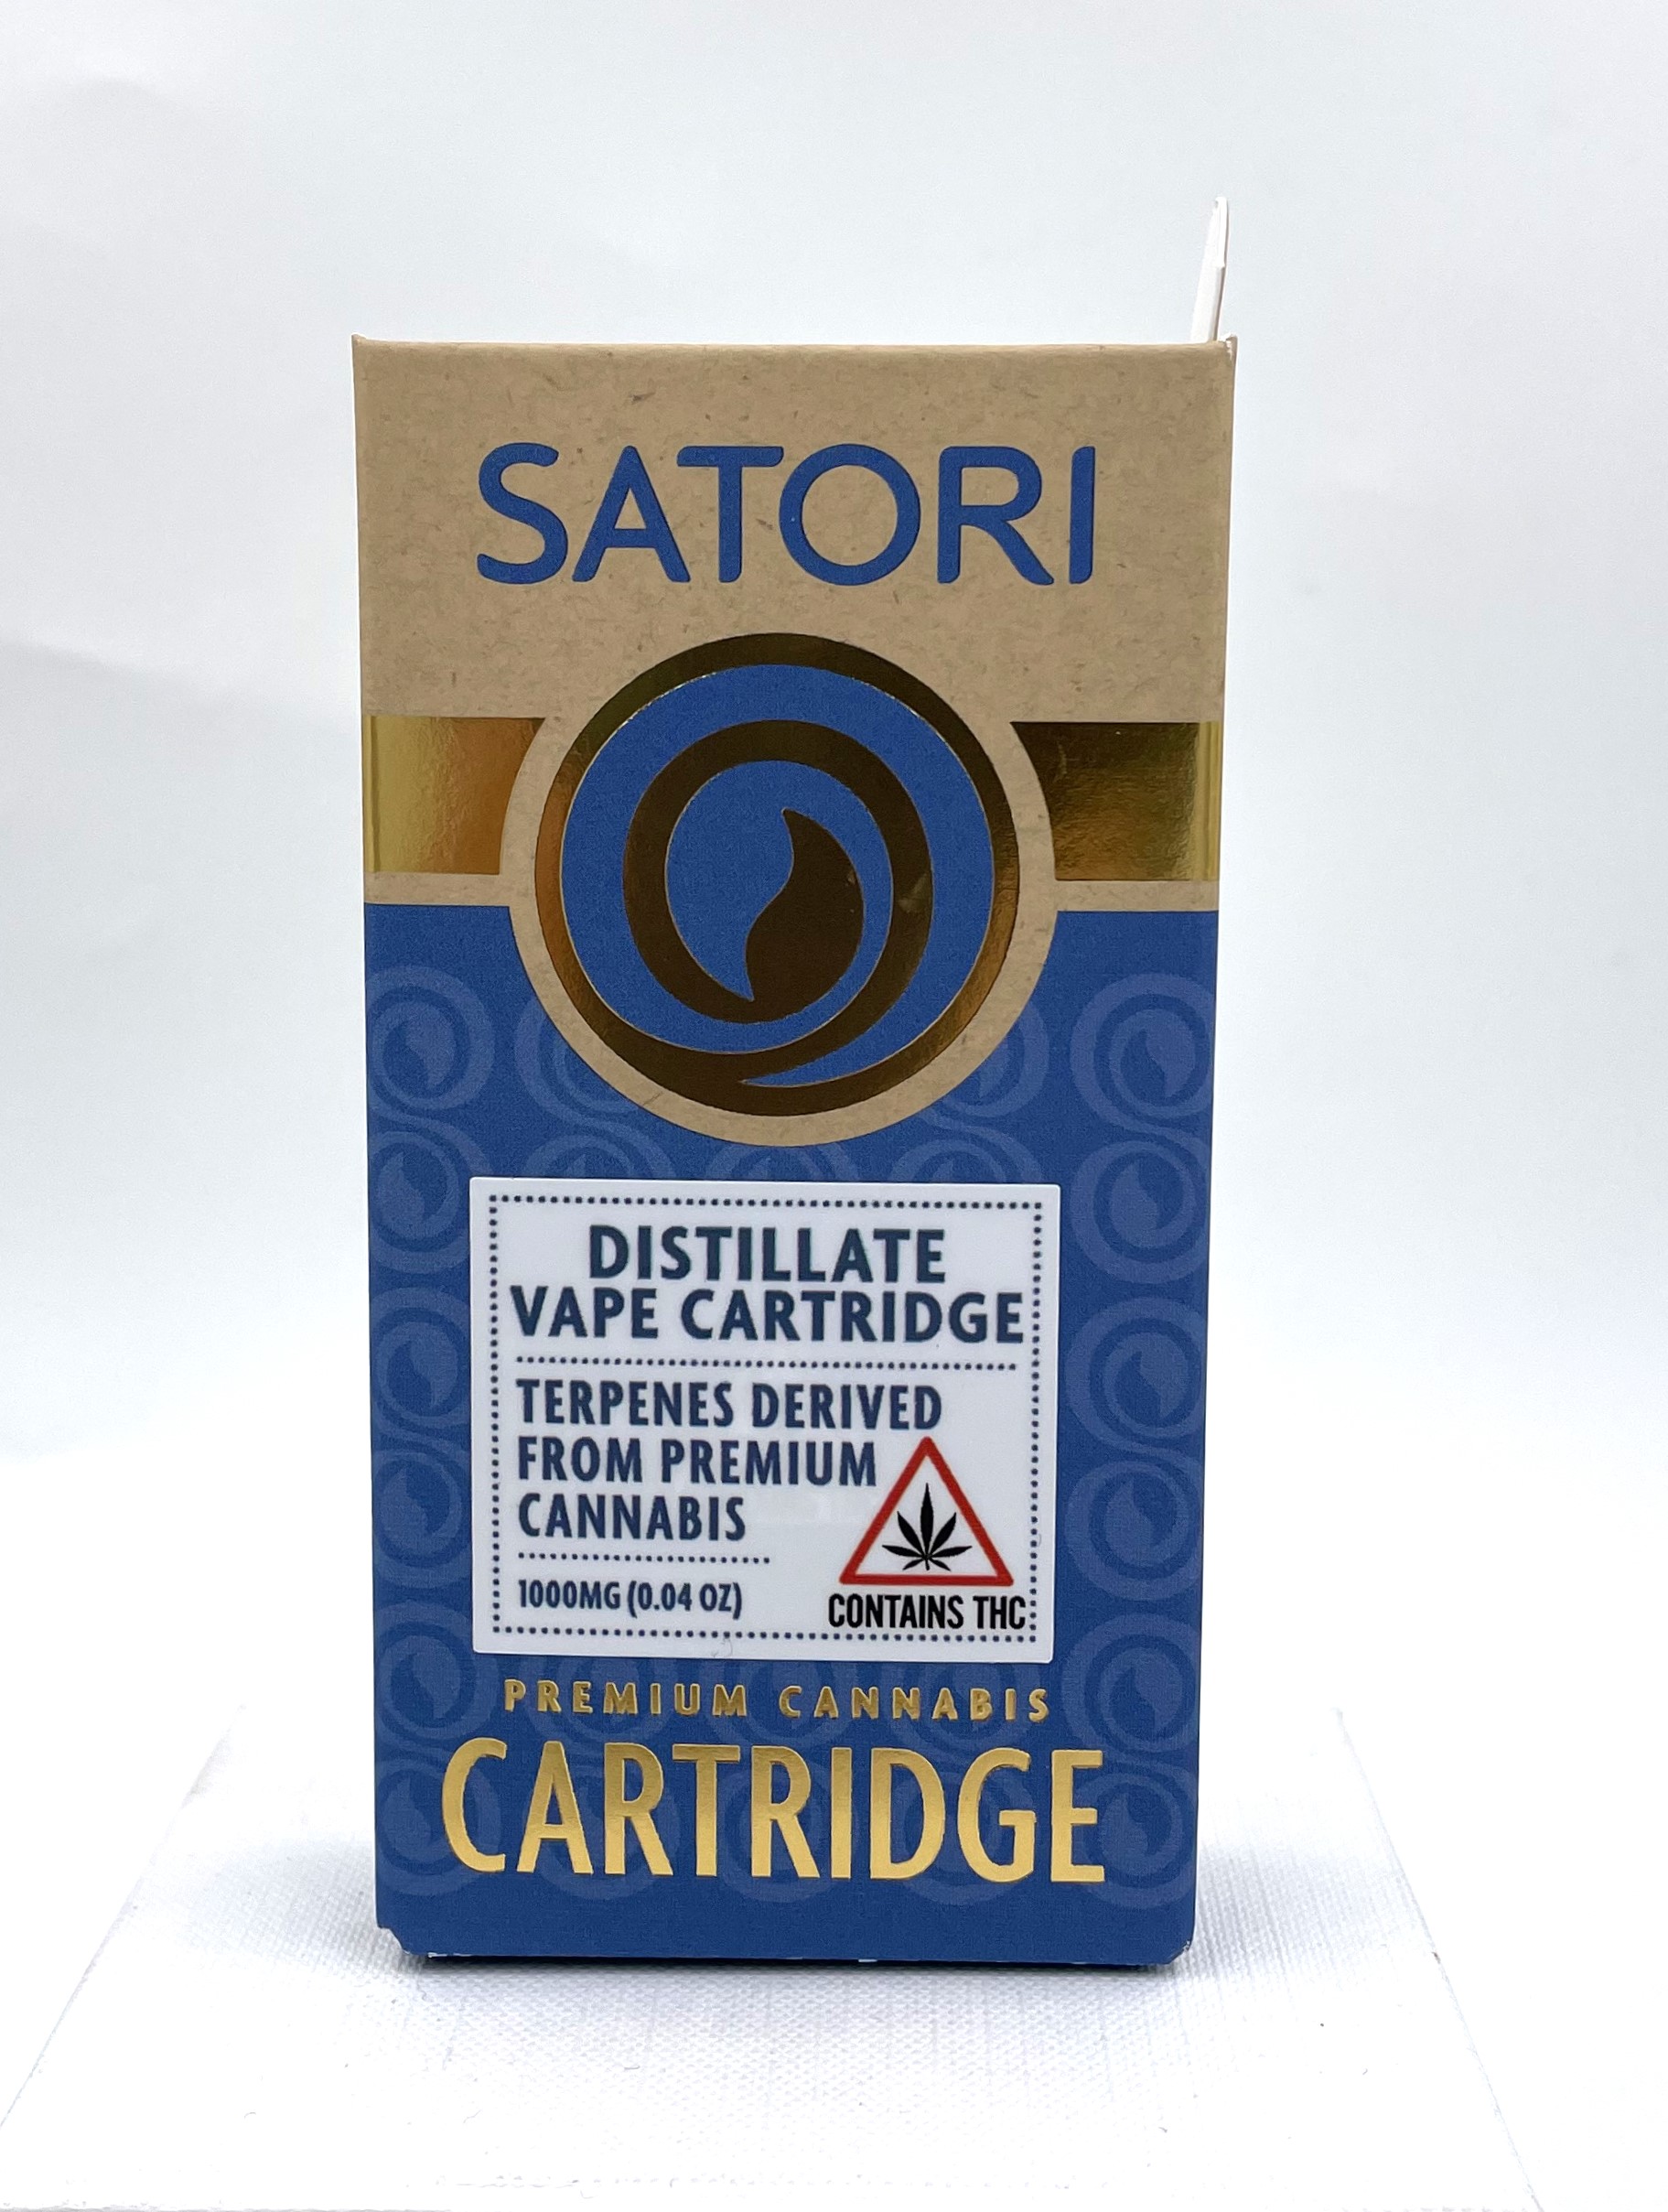 SATORI
DISTILLATE
VAPE CARTRIDGE
TERPENES DERIVED
FROM PREMIUM
CANNABIS
1000MG (0.04 OZ)
CONTAINS THC
PREMIUM CANNABIS
CARTRIDGE